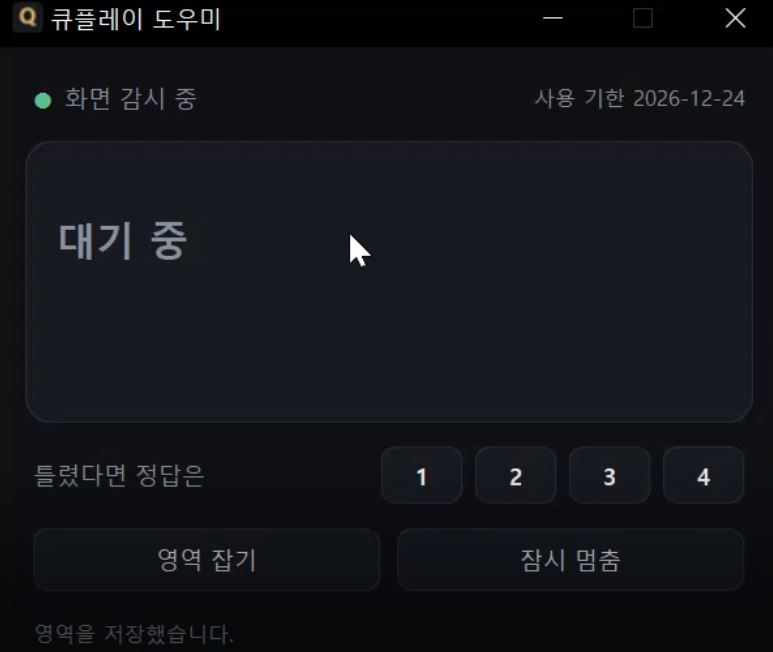 Q 큐플레이 도우미
화면 감시 중 사용 기한 2026-12-24
대기 중
틀렸다면 정답은 1 2 3 4
영역 잡기 잠시 멈춤
영역을 저장했습니다.